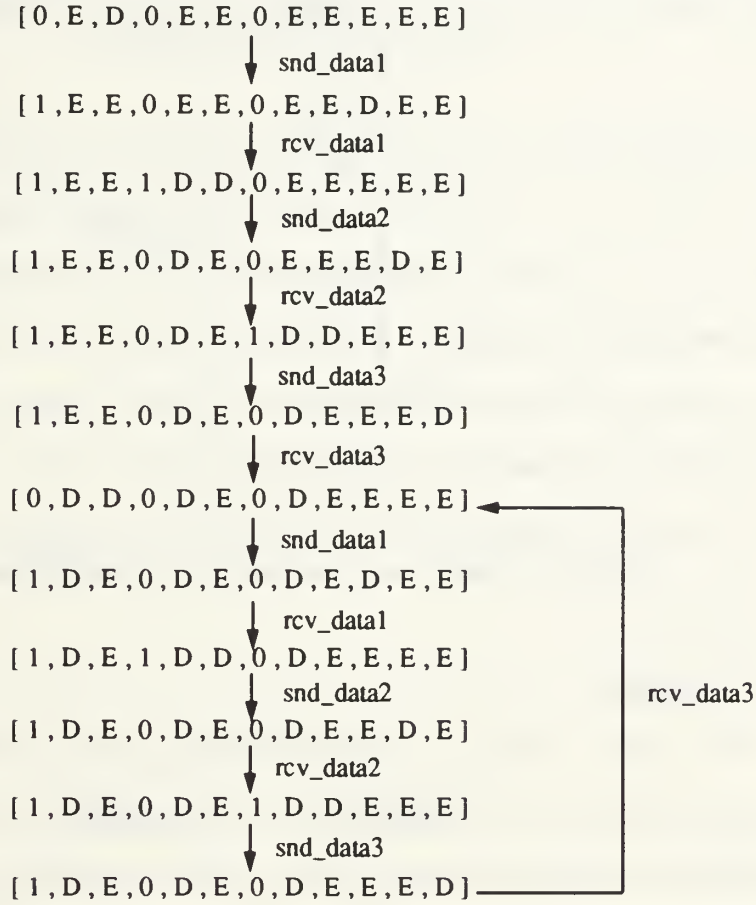 [0,E,D,0,E,E,0,E,E,E,E,E]
snd_data1
[1,E,E,0,E,E,0,E,E,D,E,E]
rcv_data1
[1,E,E,1,D,D,0,E,E,E,E,E]
snd_data2
[1,E,E,0,D,E,0,E,E,E,D,E]
rcv_data2
[1,E,E,0,D,E,1,D,D,E,E,E]
snd_data3
[1,E,E,0,D,E,0,D,E,E,E,D]
rcv_data3
[0,D,D,0,D,E,0,D,E,E,E,E]
snd_data1
[1,D,E,0,D,E,0,D,E,D,E,E]
rcv_data1
[1,D,E,1,D,D,0,D,E,E,E,E]
snd_data2
rcv_data3
[1,D,E,0,D,E,0,D,E,E,D,E]
rcv_data2
[1,D,E,0,D,E,1,D,D,E,E,E]
snd_data3
[1,D,E,0,D,E,0,D,E,E,E,D]